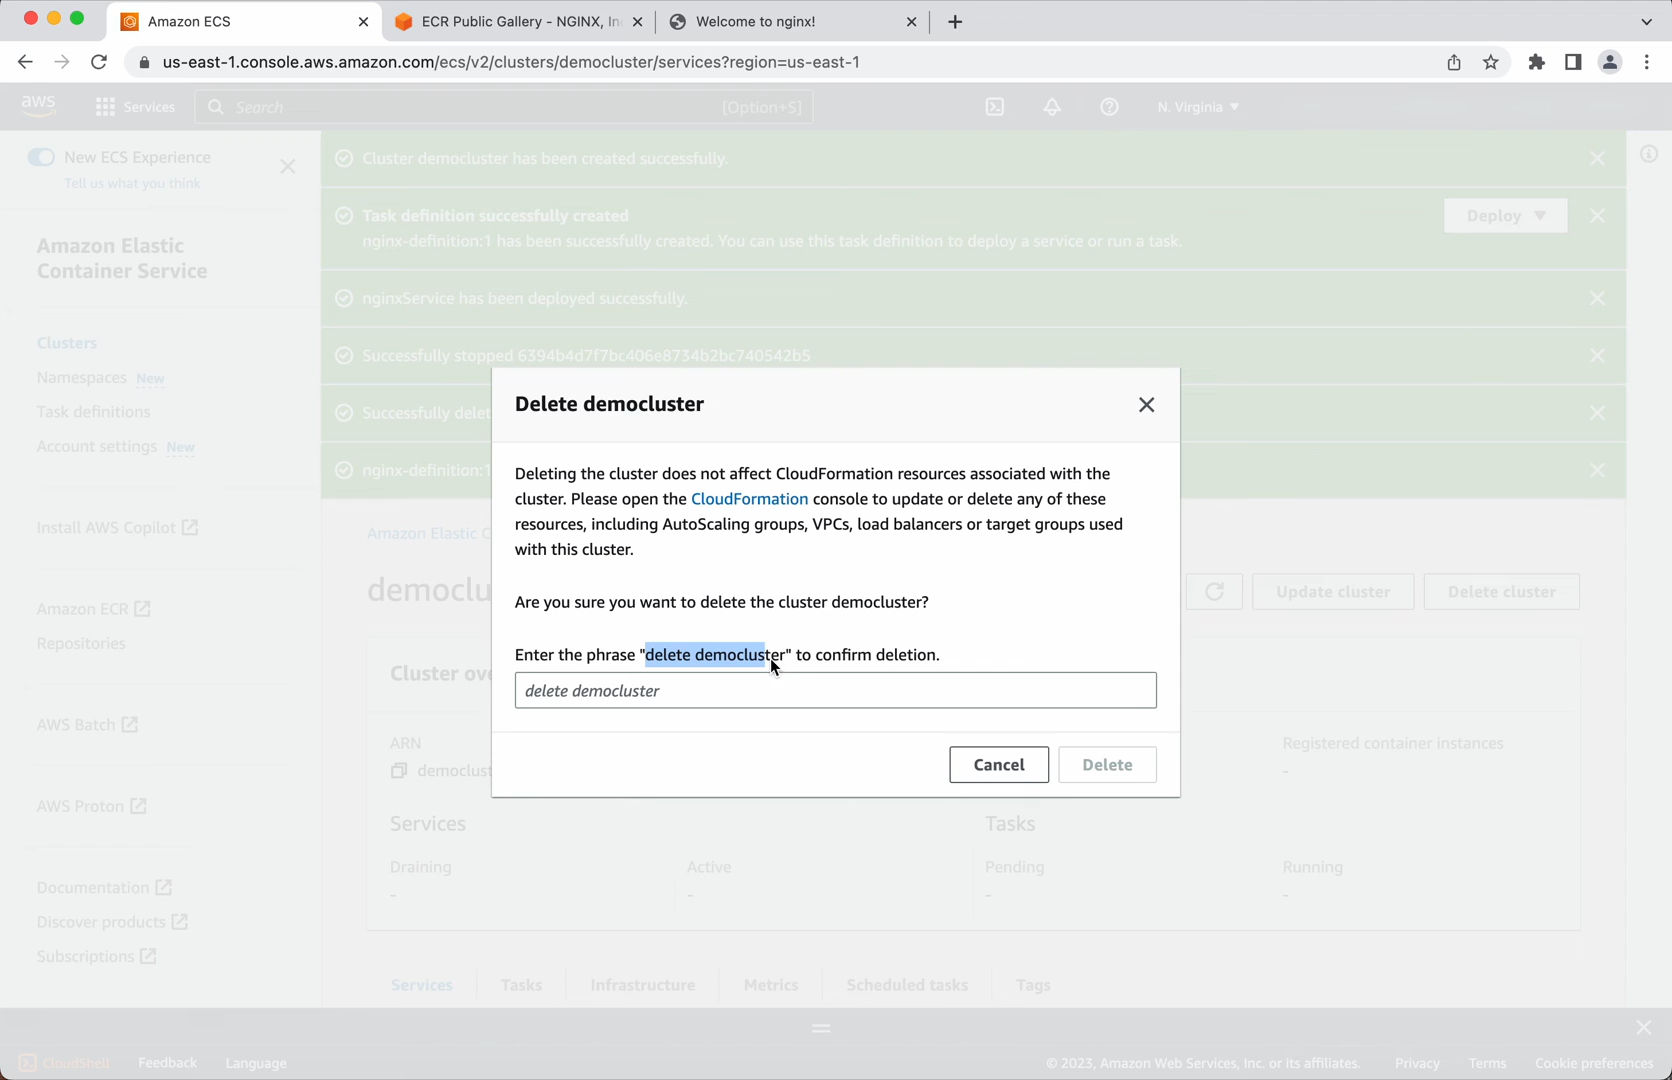 Amazon ECS
ECR Public Gallery - NGINX, In
Welcome to nginx!
us-east-1.console.aws.amazon.com/ecs/v2/clusters/democluster/services?region=us-east-1
aws
Services
Search
[Option+S]
N. Virginia
New ECS Experience
Tell us what you think
Amazon Elastic
Container Service
Clusters
Namespaces New
Task definitions
Account settings New
Install AWS Copilot
Amazon ECR
Repositories
AWS Batch
AWS Proton
Documentation
Discover products
Subscriptions
Cluster democluster has been created successfully.
Task definition successfully created
nginx-definition:1 has been successfully created. You can use this task definition to deploy a service or run a task.
Deploy
nginxService has been deployed successfully.
Successfully stopped 6394b4d7f7bc406e8734b2bc740542b5
Successfully delet
nginx-definition:1
Amazon Elastic C
democlu
Update cluster
Delete cluster
Delete democluster
Deleting the cluster does not affect CloudFormation resources associated with the
cluster. Please open the CloudFormation console to update or delete any of these
resources, including AutoScaling groups, VPCs, load balancers or target groups used
with this cluster.
Are you sure you want to delete the cluster democluster?
Enter the phrase "delete democluster" to confirm deletion.
delete democluster
Cancel
Delete
Cluster ove
ARN
democlust
Registered container instances
-
Services
Tasks
Draining
Active
Pending
Running
-
-
-
-
Services
Tasks
Infrastructure
Metrics
Scheduled tasks
Tags
CloudShell
Feedback
Language
© 2023, Amazon Web Services, Inc. or its affiliates.
Privacy
Terms
Cookie preferences